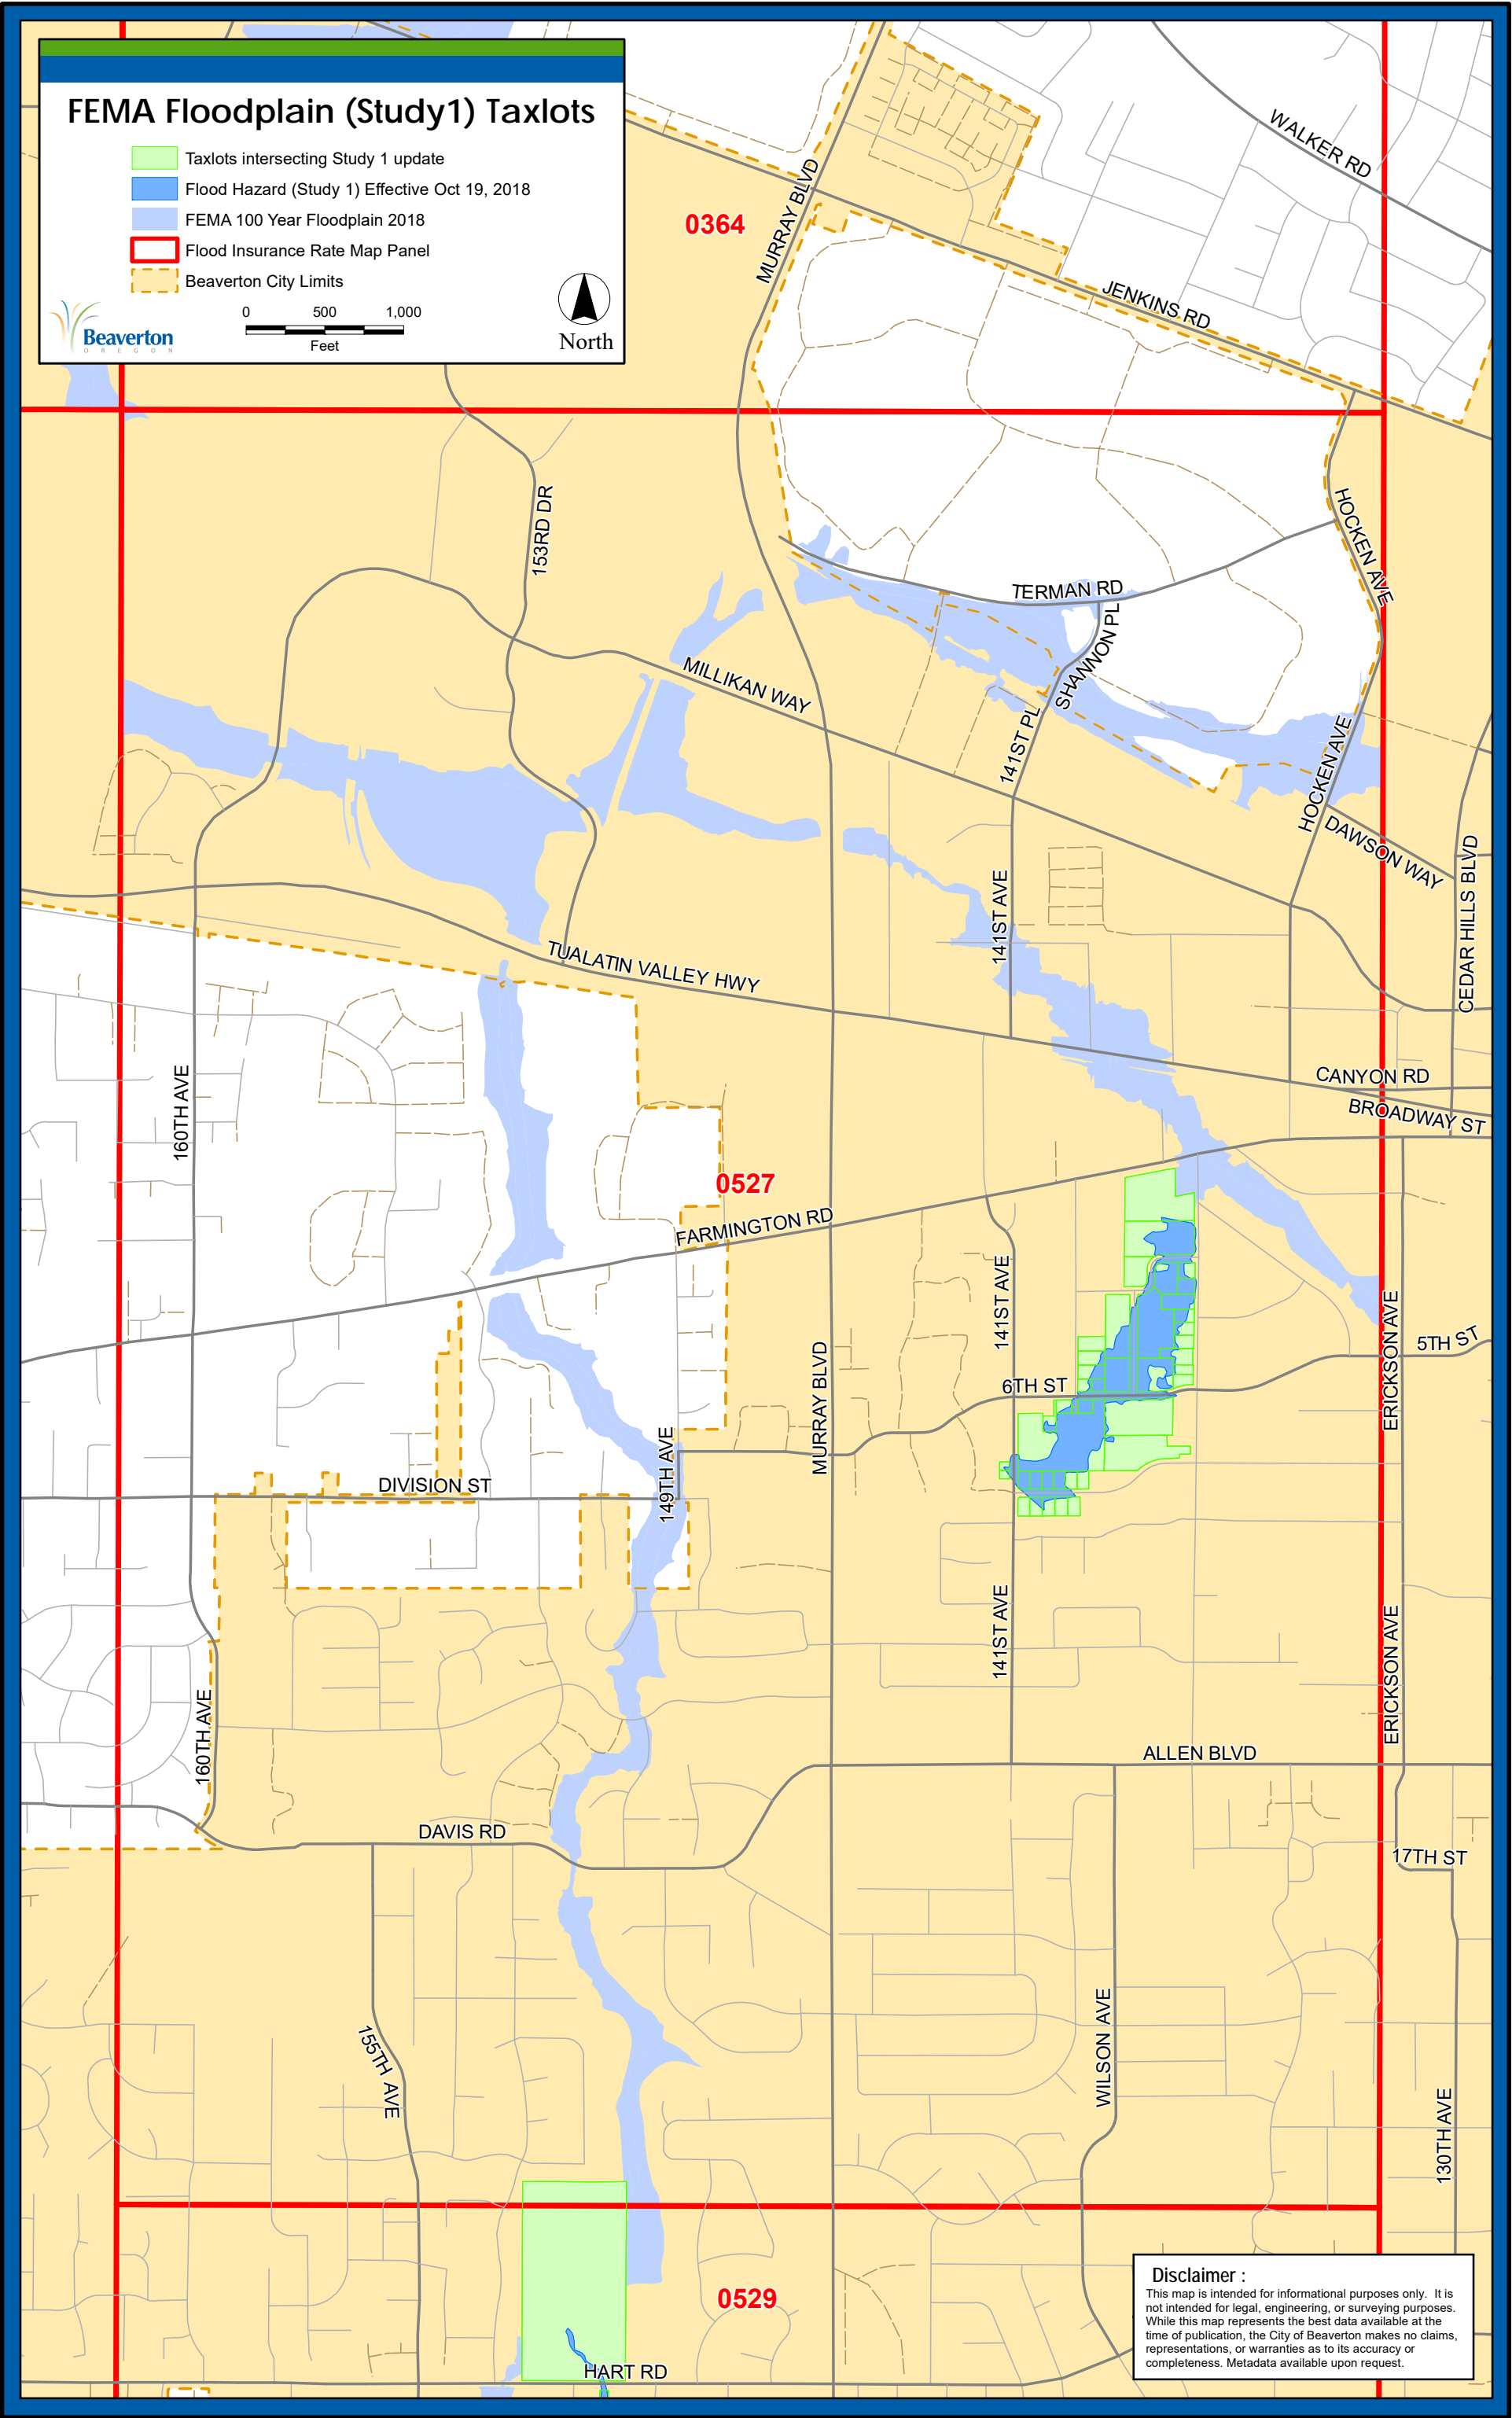 FEMA Floodplain (Study1) Taxlots
Taxlots intersecting Study 1 update
Flood Hazard (Study 1) Effective Oct 19, 2018
FEMA 100 Year Floodplain 2018
Flood Insurance Rate Map Panel
Beaverton City Limits
0 500 1,000
Feet
North
Beaverton
OREGON
WALKER RD
MURRAY BLVD
0364
JENKINS RD
153RD DR
HOCKEN AVE
TERMAN RD
SHANNON PL
MILLIKAN WAY
141ST PL
HOCKEN AVE
DAWSON WAY
CEDAR HILLS BLVD
141ST AVE
TUALATIN VALLEY HWY
160TH AVE
CANYON RD
BROADWAY ST
0527
FARMINGTON RD
141ST AVE
ERICKSON AVE
5TH ST
MURRAY BLVD
6TH ST
149TH AVE
DIVISION ST
141ST AVE
ERICKSON AVE
160TH AVE
ALLEN BLVD
DAVIS RD
17TH ST
155TH AVE
WILSON AVE
130TH AVE
0529
HART RD
Disclaimer :
This map is intended for informational purposes only. It is
not intended for legal, engineering, or surveying purposes.
While this map represents the best data available at the
time of publication, the City of Beaverton makes no claims,
representations, or warranties as to its accuracy or
completeness. Metadata available upon request.